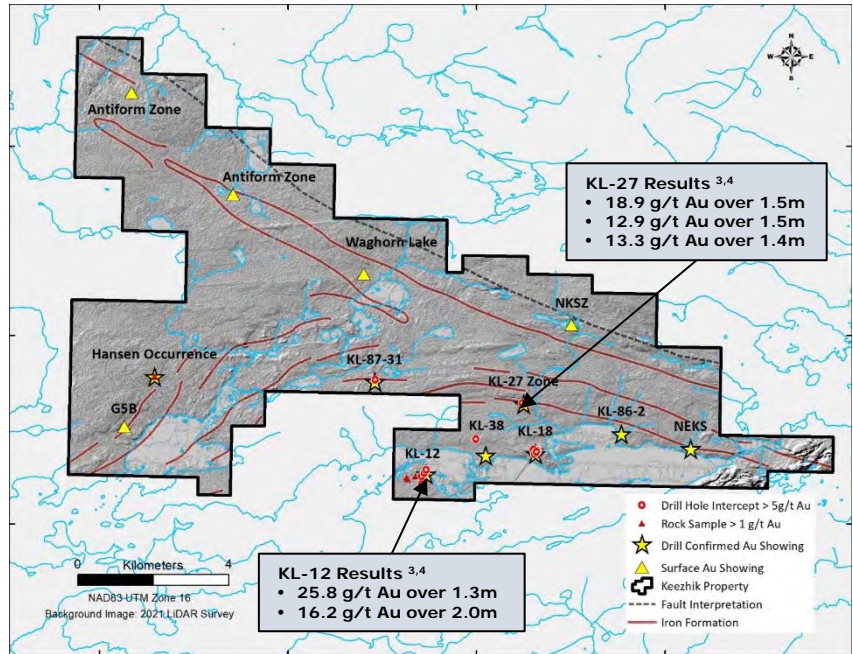 N
W E
S
Antiform Zone
Antiform Zone
KL-27 Results 3,4
• 18.9 g/t Au over 1.5m
• 12.9 g/t Au over 1.5m
• 13.3 g/t Au over 1.4m
Waghorn Lake
NKSZ
Hansen Occurrence
KL-87-31
KL-27 Zone
G5B
KL-86-2
KL-38
KL-18
NEKS
KL-12
Drill Hole Intercept > 5g/t Au
Rock Sample > 1 g/t Au
Drill Confirmed Au Showing
Surface Au Showing
Keezhik Property
Fault Interpretation
Iron Formation
0 Kilometers 4
NAD83 UTM Zone 16
Background Image: 2021 LiDAR Survey
KL-12 Results 3,4
• 25.8 g/t Au over 1.3m
• 16.2 g/t Au over 2.0m